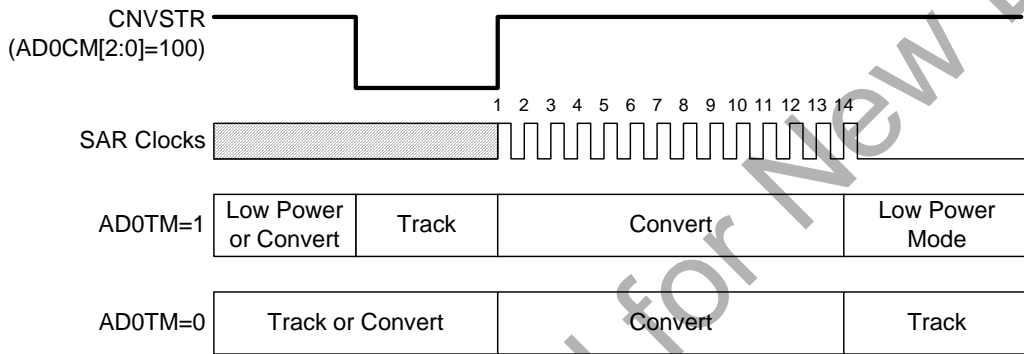 CNVSTR
(AD0CM[2:0]=100)
1 2 3 4 5 6 7 8 9 10 11 12 13 14
SAR Clocks
AD0TM=1
Low Power
or Convert
Track
Convert
Low Power
Mode
AD0TM=0
Track or Convert
Convert
Track
for New